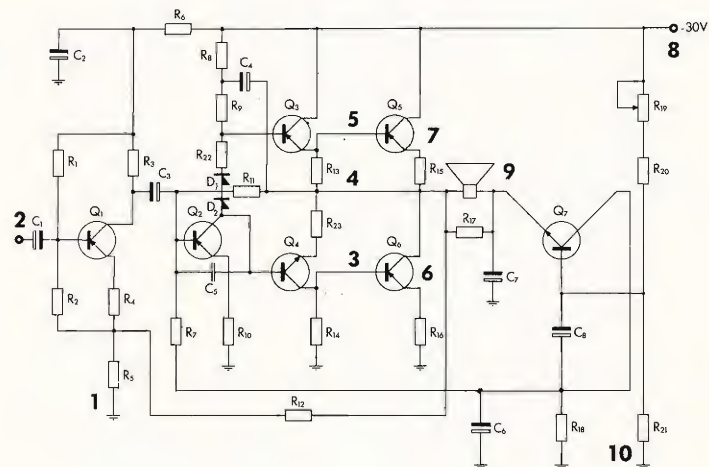 R6
-30V
8
C2
R8
C4
R9
Q3
5
Q5
7
R19
R1
R3
C3
R22
R13
R15
9
R20
D1
R11
4
2
C1
Q1
Q2
D2
R23
R17
Q7
C5
Q4
3
Q6
6
C7
R2
R4
R7
R10
R14
R16
C8
1
R5
R12
C6
R18
10
R21